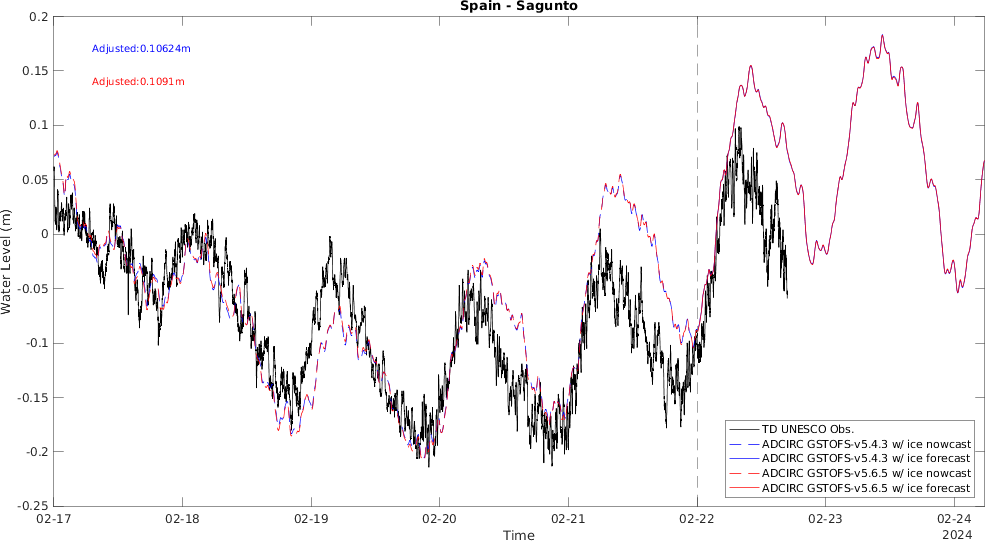 Spain - Sagunto
0.2
0.15
0.1
0.05
0
-0.05
-0.1
-0.15
-0.2
-0.25
Water Level (m)
Adjusted:0.10624m
Adjusted:0.1091m
TD UNESCO Obs.
ADCIRC GSTOFS-v5.4.3 w/ ice nowcast
ADCIRC GSTOFS-v5.4.3 w/ ice forecast
ADCIRC GSTOFS-v5.6.5 w/ ice nowcast
ADCIRC GSTOFS-v5.6.5 w/ ice forecast
02-17 02-18 02-19 02-20 02-21 02-22 02-23 02-24
Time
2024